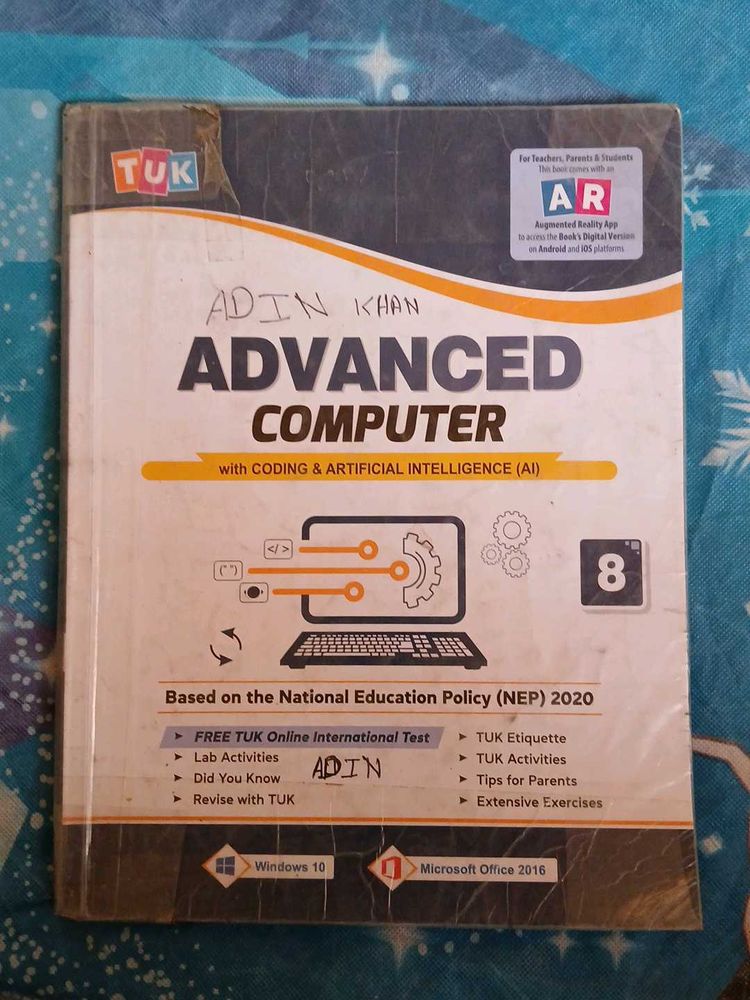 TUK
For Teachers, Parents & Students
This book comes with an
AR
Augmented Reality App
to access the Book's Digital Version
on Android and iOS platforms.
ADIN KHAN
ADVANCED
COMPUTER
with CODING & ARTIFICIAL INTELLIGENCE (AI)
</>
(" ")
8
Based on the National Education Policy (NEP) 2020
➤ FREE TUK Online International Test
➤ Lab Activities
➤ Did You Know
➤ Revise with TUK
ADIN
➤ TUK Etiquette
➤ TUK Activities
➤ Tips for Parents
➤ Extensive Exercises
Windows 10
Microsoft Office 2016